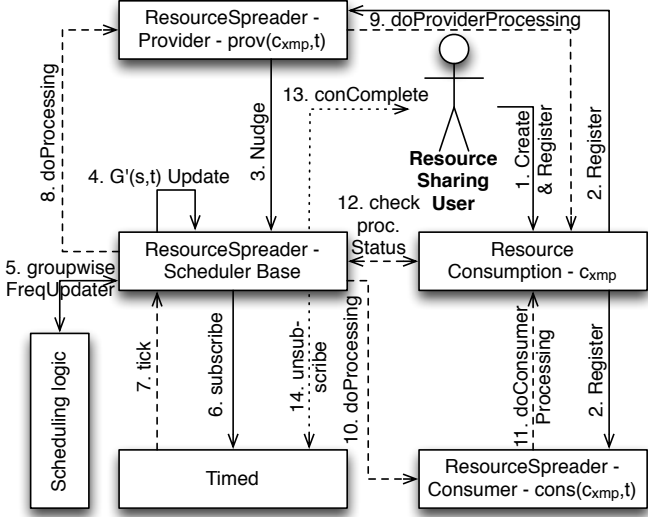 ResourceSpreader -
Provider - prov(cxmp,t)
9. doProviderProcessing
8. doProcessing
3. Nudge
13. conComplete
Resource
Sharing
User
1. Create
& Register
2. Register
4. G'(s,t) Update
12. check
proc.
Status
ResourceSpreader -
Scheduler Base
Resource
Consumption - cxmp
5. groupwise
FreqUpdater
Scheduling logic
7. tick
6. subscribe
14. unsub-
scribe
10. doProcessing
11. doConsumer
Processing
2. Register
Timed
ResourceSpreader -
Consumer - cons(cxmp,t)